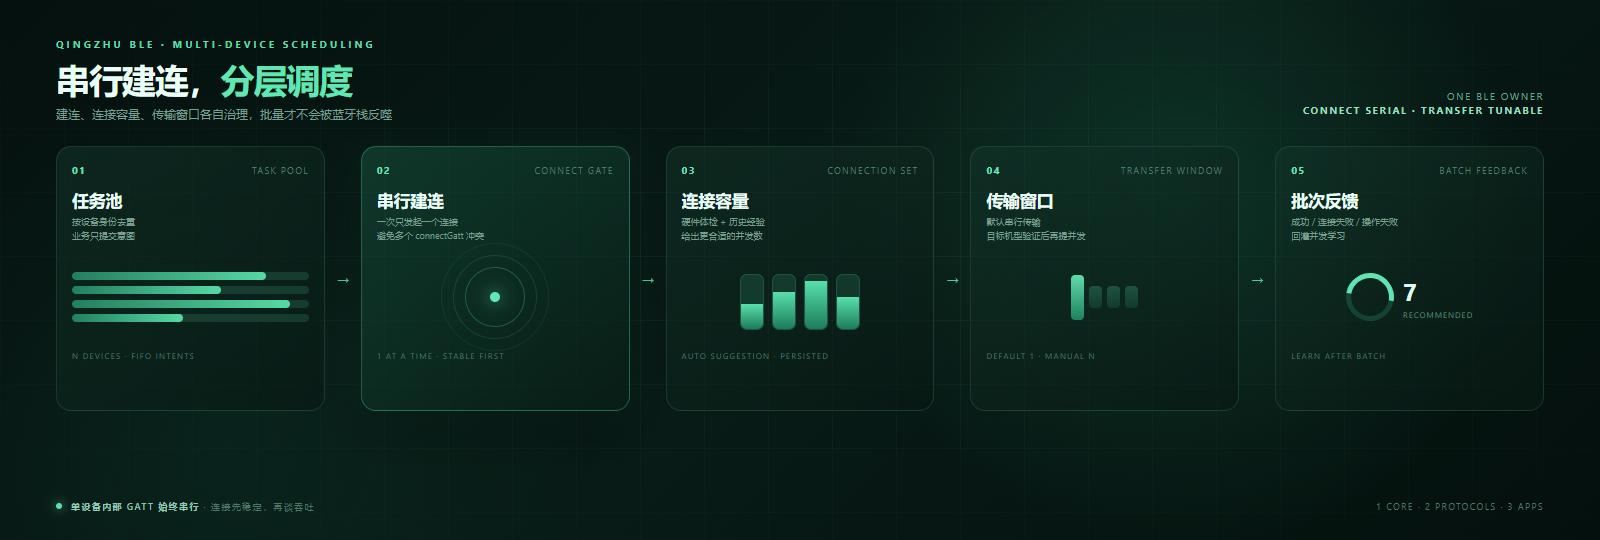 QINGZHU BLE · MULTI-DEVICE SCHEDULING
串行建连，分层调度
建连、连接容量、传输窗口各自治理，批量才不会被蓝牙栈反噬
ONE BLE OWNER
CONNECT SERIAL · TRANSFER TUNABLE
01 TASK POOL
任务池
按设备身份去重
业务只提交意图
N DEVICES · FIFO INTENTS
→
02 CONNECT GATE
串行建连
一次只发起一个连接
避免多个 connectGatt 冲突
1 AT A TIME · STABLE FIRST
→
03 CONNECTION SET
连接容量
硬件体检 + 历史经验
给出更合适的并发数
AUTO SUGGESTION · PERSISTED
→
04 TRANSFER WINDOW
传输窗口
默认串行传输
目标机型验证后再提并发
DEFAULT 1 · MANUAL N
→
05 BATCH FEEDBACK
批次反馈
成功 / 连接失败 / 操作失败
回灌并发学习
7
RECOMMENDED
LEARN AFTER BATCH
单设备内部 GATT 始终串行 · 连接先稳定，再谈吞吐
1 CORE · 2 PROTOCOLS · 3 APPS